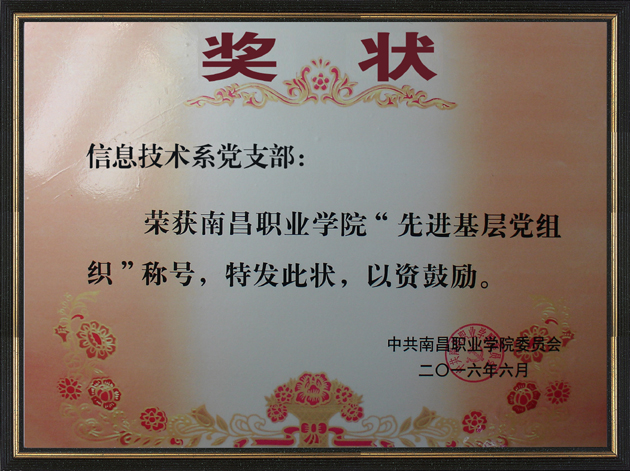 奖 状
信息技术系党支部：
荣获南昌职业学院“先进基层党组
织”称号，特发此状，以资鼓励。
中共南昌职业学院委员会
二〇一六年六月